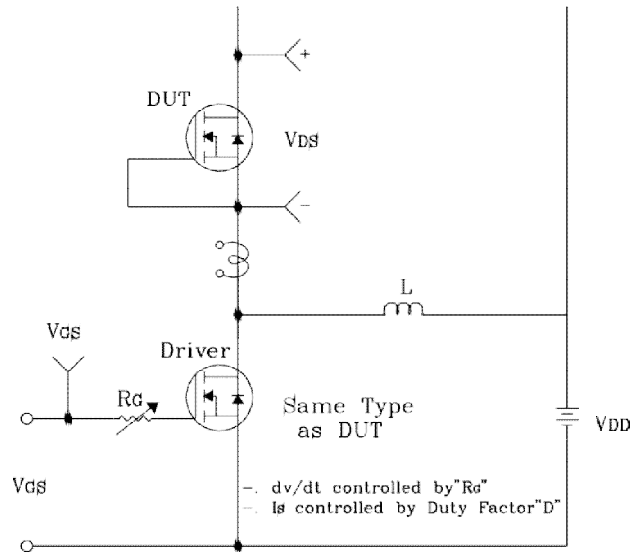 +
DUT
VDS
-
L
VGS
Driver
RG
Same Type
as DUT
VDD
VGS
-. dv/dt controlled by"RG"
-. Is controlled by Duty Factor"D"